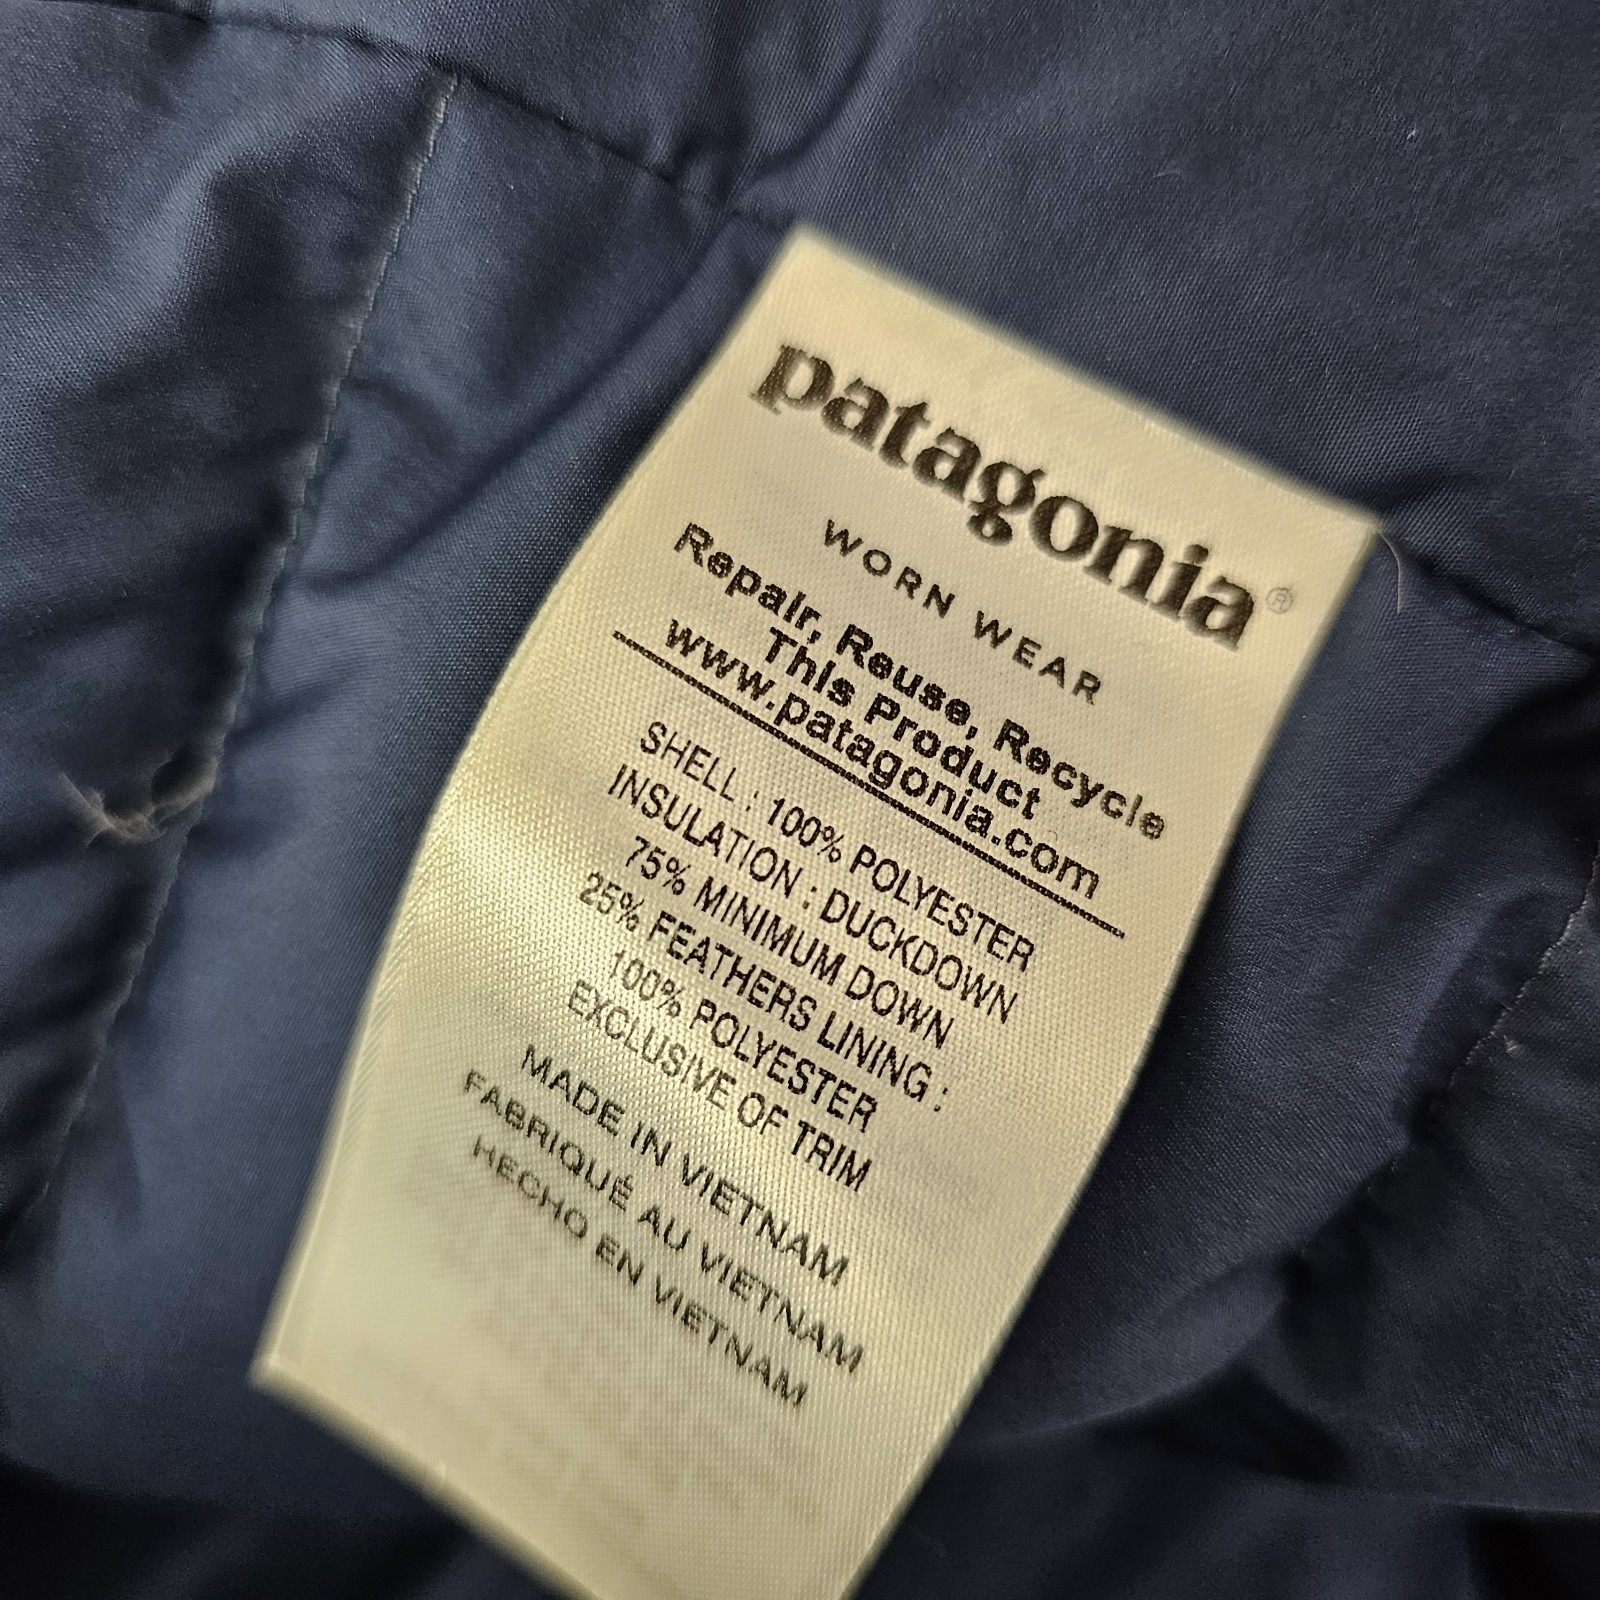 patagonia®
WORN WEAR
Repair, Reuse, Recycle
This Product
www.patagonia.com
SHELL : 100% POLYESTER
INSULATION : DUCKDOWN
75% MINIMUM DOWN
25% FEATHERS LINING :
100% POLYESTER
EXCLUSIVE OF TRIM
MADE IN VIETNAM
FABRIQUÉ AU VIETNAM
HECHO EN VIETNAM